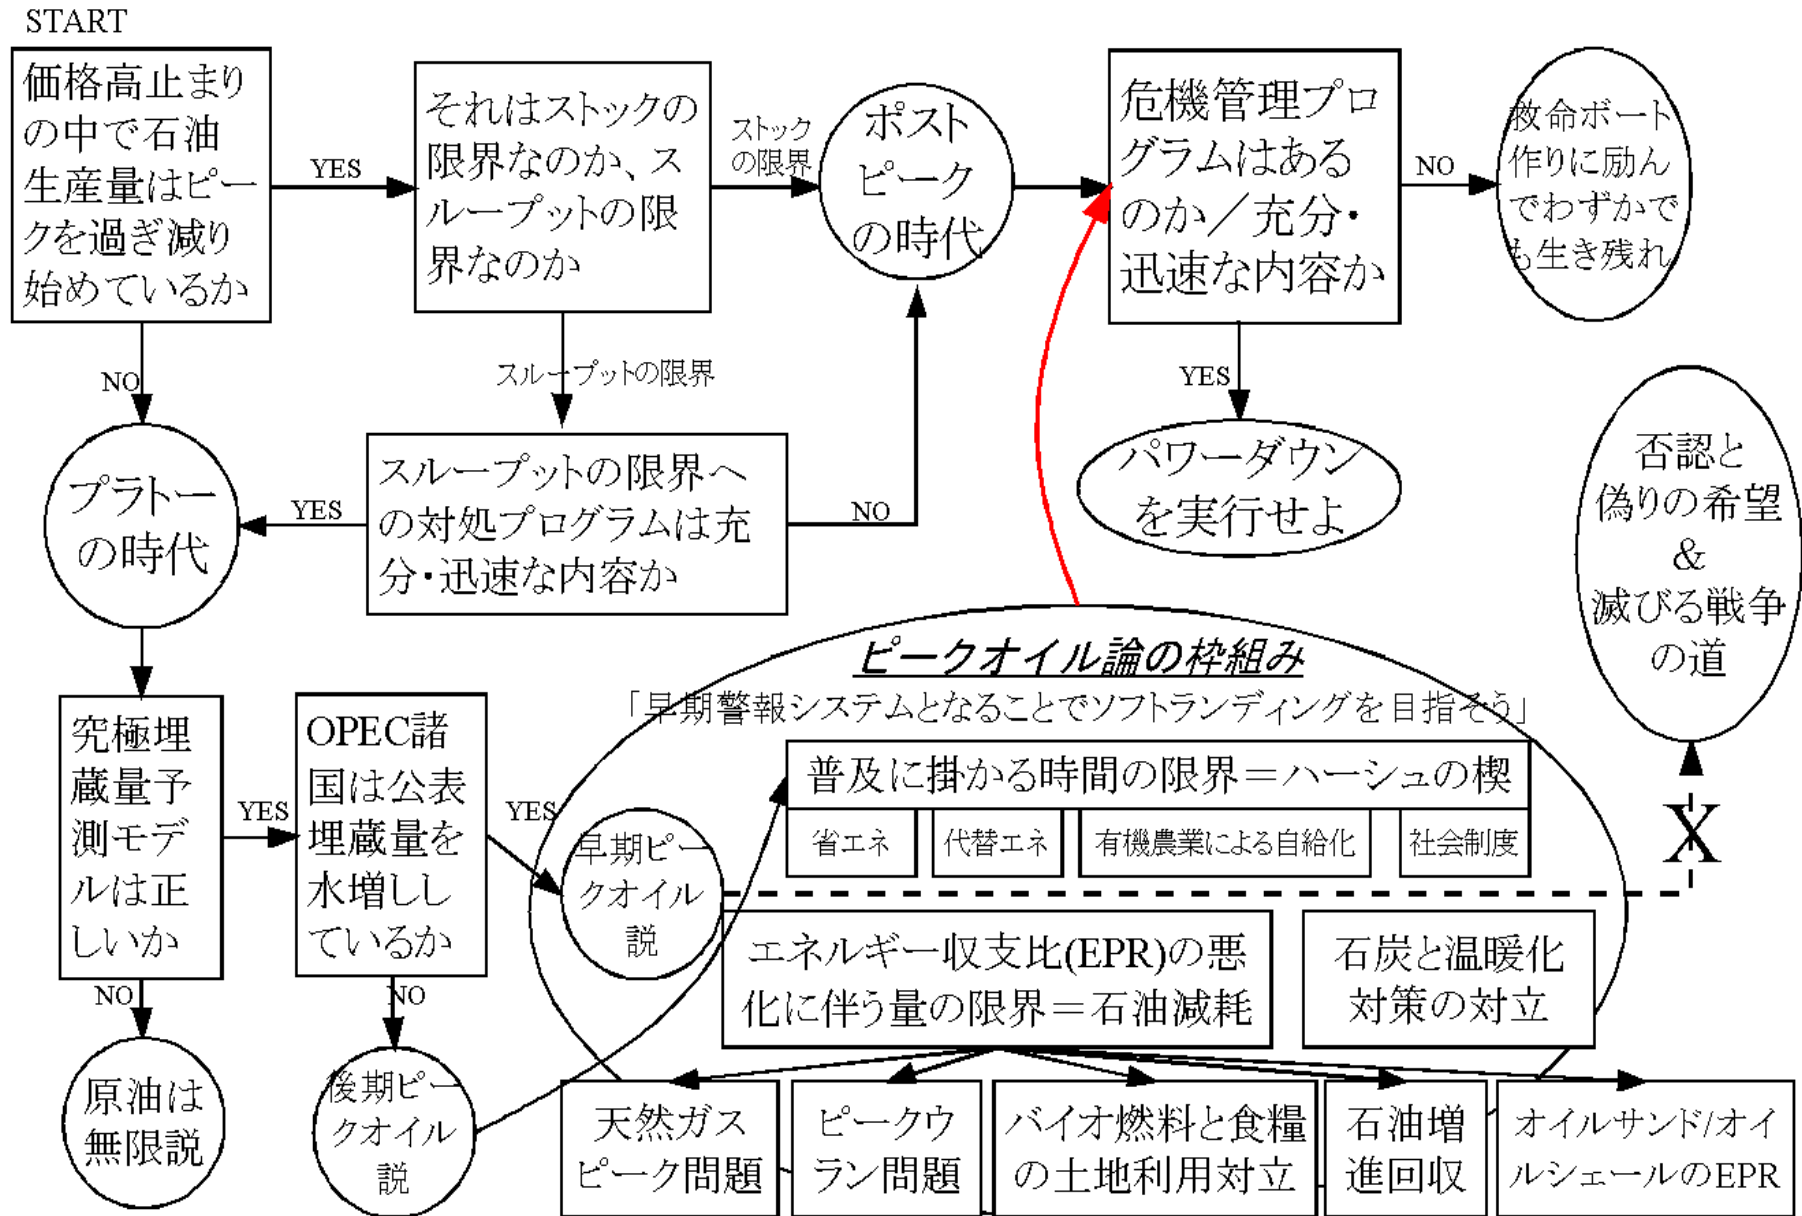 START
価格高止まり
の中で石油
生産量はピー
クを過ぎ減り
始めているか
YES
それはストックの
限界なのか、ス
ループットの限
界なのか
ストック
の限界
ポスト
ピーク
の時代
危機管理プロ
グラムはある
のか／充分・
迅速な内容か
NO
救命ボート
作りに励ん
でわずかで
も生き残れ
NO
スループットの限界
YES
プラトー
の時代
YES
スループットの限界へ
の対処プログラムは充
分・迅速な内容か
NO
パワーダウン
を実行せよ
否認と
偽りの希望
&
滅びる戦争
の道
ピークオイル論の枠組み
「早期警報システムとなることでソフトランディングを目指そう」
究極埋
蔵量予
測モデ
ルは正
しいか
YES
OPEC諸
国は公表
埋蔵量を
水増しし
ているか
YES
早期ピー
クオイル
説
普及に掛かる時間の限界＝ハーシュの楔
省エネ
代替エネ
有機農業による自給化
社会制度
X
エネルギー収支比(EPR)の悪
化に伴う量の限界＝石油減耗
石炭と温暖化
対策の対立
NO
NO
原油は
無限説
後期ピー
クオイル
説
天然ガス
ピーク問題
ピークウ
ラン問題
バイオ燃料と食糧
の土地利用対立
石油増
進回収
オイルサンド/オイ
ルシェールのEPR